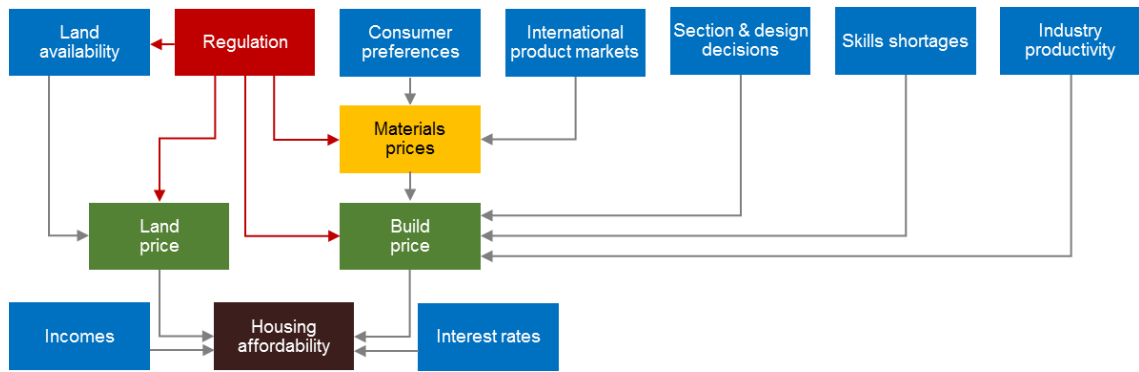 Land
availability
Regulation
Consumer
preferences
International
product markets
Section & design
decisions
Skills shortages
Industry
productivity
Materials
prices
Land
price
Build
price
Incomes
Housing
affordability
Interest rates